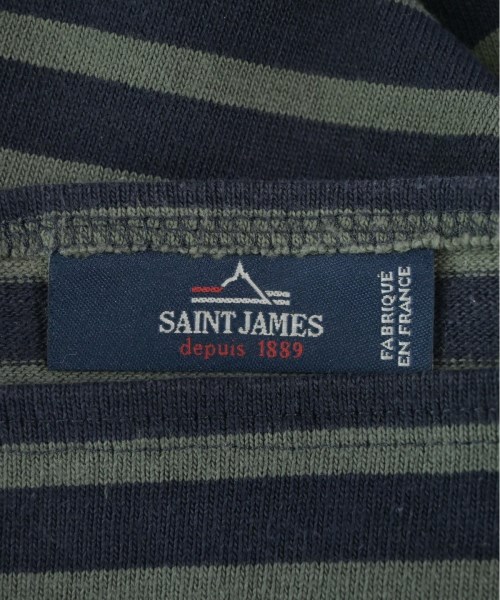 SAINT JAMES
depuis 1889
FABRIQUÉ
EN FRANCE